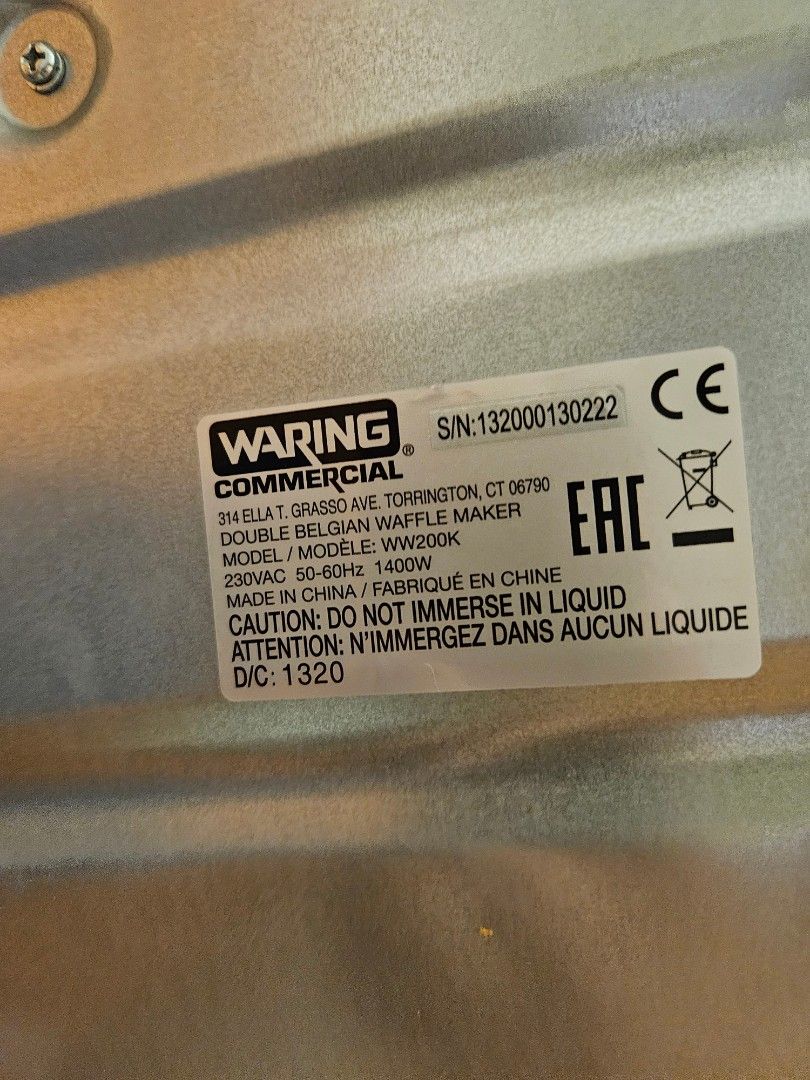 WARING®
COMMERCIAL
S/N:132000130222
CE
314 ELLA T. GRASSO AVE. TORRINGTON, CT 06790
DOUBLE BELGIAN WAFFLE MAKER
MODEL / MODÈLE: WW200K
230VAC 50-60Hz 1400W
MADE IN CHINA / FABRIQUÉ EN CHINE
EAC
CAUTION: DO NOT IMMERSE IN LIQUID
ATTENTION: N'IMMERGEZ DANS AUCUN LIQUIDE
D/C: 1320